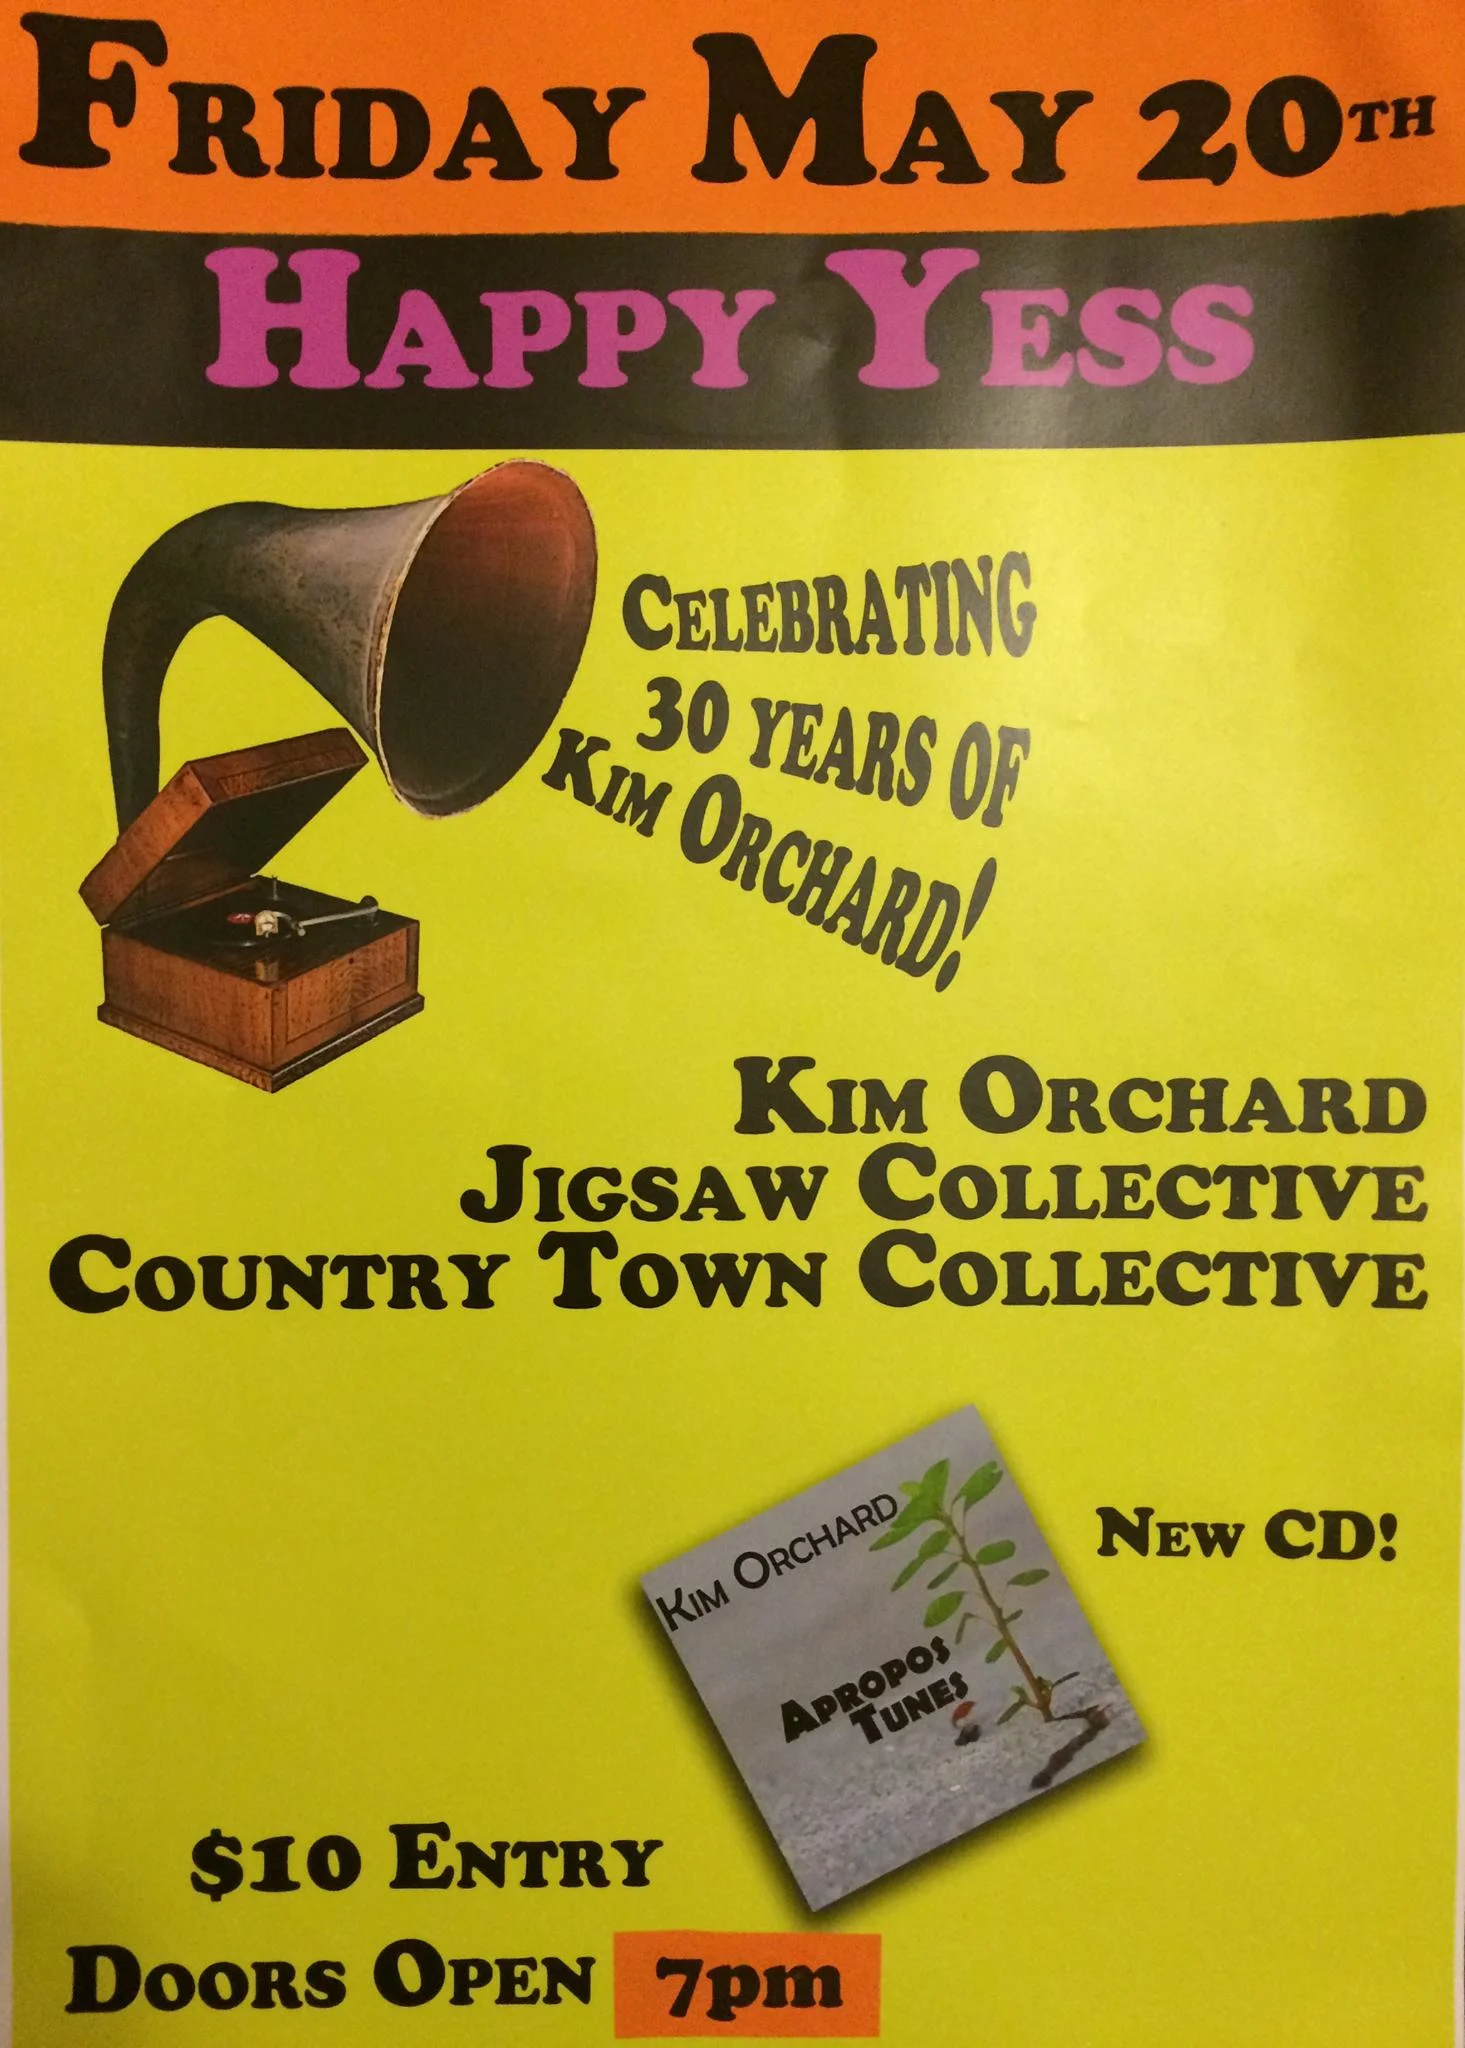 Friday May 20th
Happy Yess
Celebrating
30 years of
Kim Orchard!
Kim Orchard
Jigsaw Collective
Country Town Collective
Kim Orchard
Apropos
Tunes
New CD!
$10 Entry
Doors Open 7pm